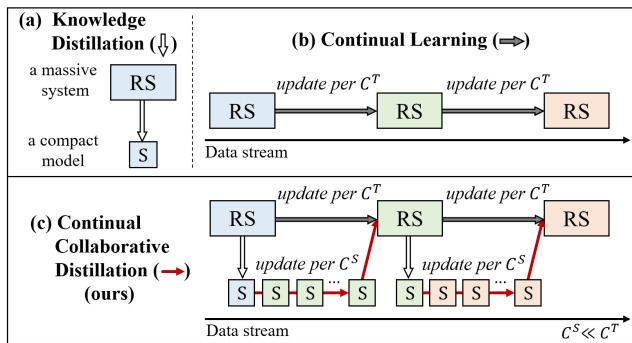 (a) Knowledge
Distillation (⇩)
a massive
system
RS
a compact
model
S
(b) Continual Learning (➡)
update per C^T
update per C^T
RS
RS
RS
Data stream
(c) Continual
Collaborative
Distillation (→)
(ours)
update per C^T
update per C^T
RS
RS
RS
update per C^S
update per C^S
S S S ... S
S S S ... S
Data stream
C^S ≪ C^T